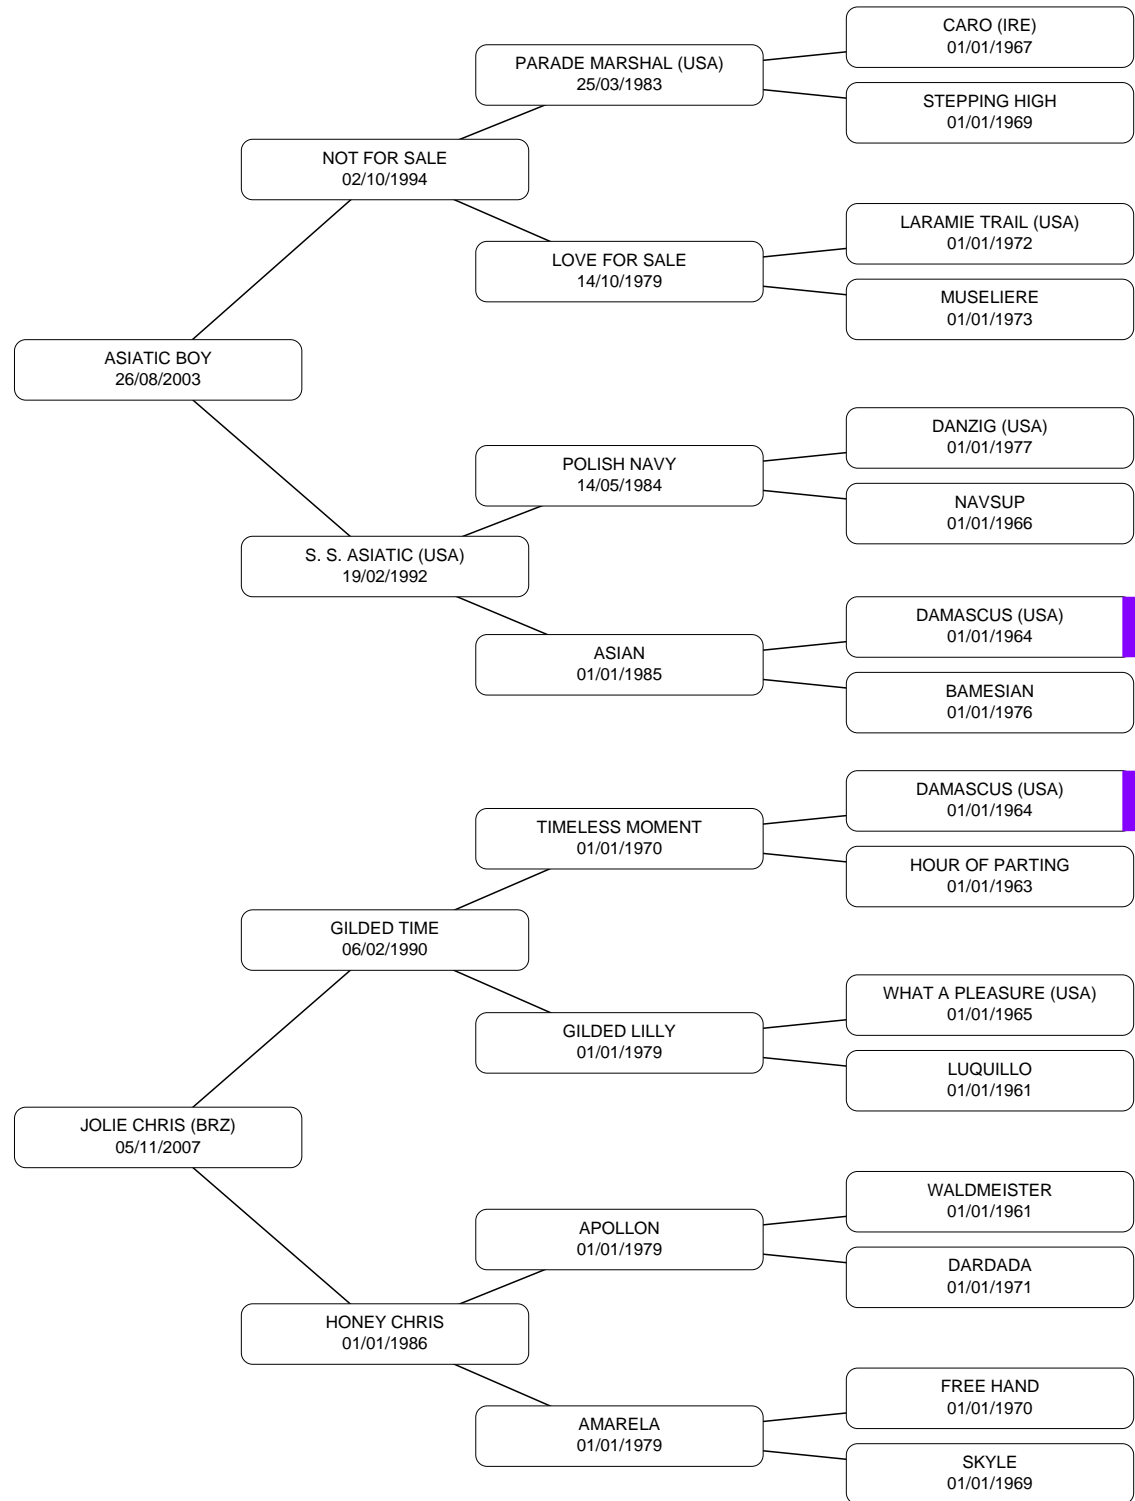 CARO (IRE)
01/01/1967
PARADE MARSHAL (USA)
25/03/1983
STEPPING HIGH
01/01/1969
NOT FOR SALE
02/10/1994
LARAMIE TRAIL (USA)
01/01/1972
LOVE FOR SALE
14/10/1979
MUSELIERE
01/01/1973
ASIATIC BOY
26/08/2003
DANZIG (USA)
01/01/1977
POLISH NAVY
14/05/1984
NAVSUP
01/01/1966
S. S. ASIATIC (USA)
19/02/1992
DAMASCUS (USA)
01/01/1964
ASIAN
01/01/1985
BAMESIAN
01/01/1976
DAMASCUS (USA)
01/01/1964
TIMELESS MOMENT
01/01/1970
HOUR OF PARTING
01/01/1963
GILDED TIME
06/02/1990
WHAT A PLEASURE (USA)
01/01/1965
GILDED LILLY
01/01/1979
LUQUILLO
01/01/1961
JOLIE CHRIS (BRZ)
05/11/2007
WALDMEISTER
01/01/1961
APOLLON
01/01/1979
DARDADA
01/01/1971
HONEY CHRIS
01/01/1986
FREE HAND
01/01/1970
AMARELA
01/01/1979
SKYLE
01/01/1969